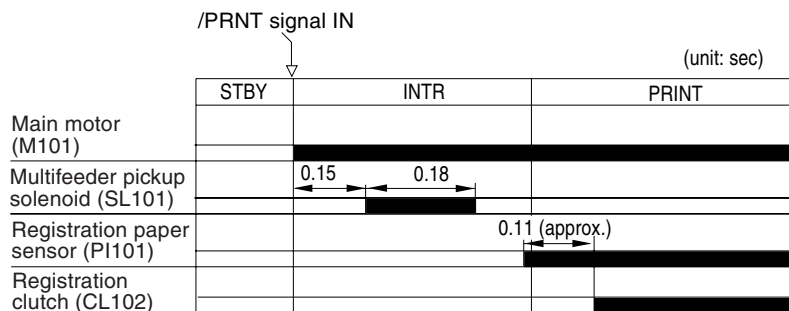 /PRNT signal IN
(unit: sec)
STBY INTR PRINT
Main motor
(M101)
0.15 0.18
Multifeeder pickup
solenoid (SL101)
0.11 (approx.)
Registration paper
sensor (PI101)
Registration
clutch (CL102)